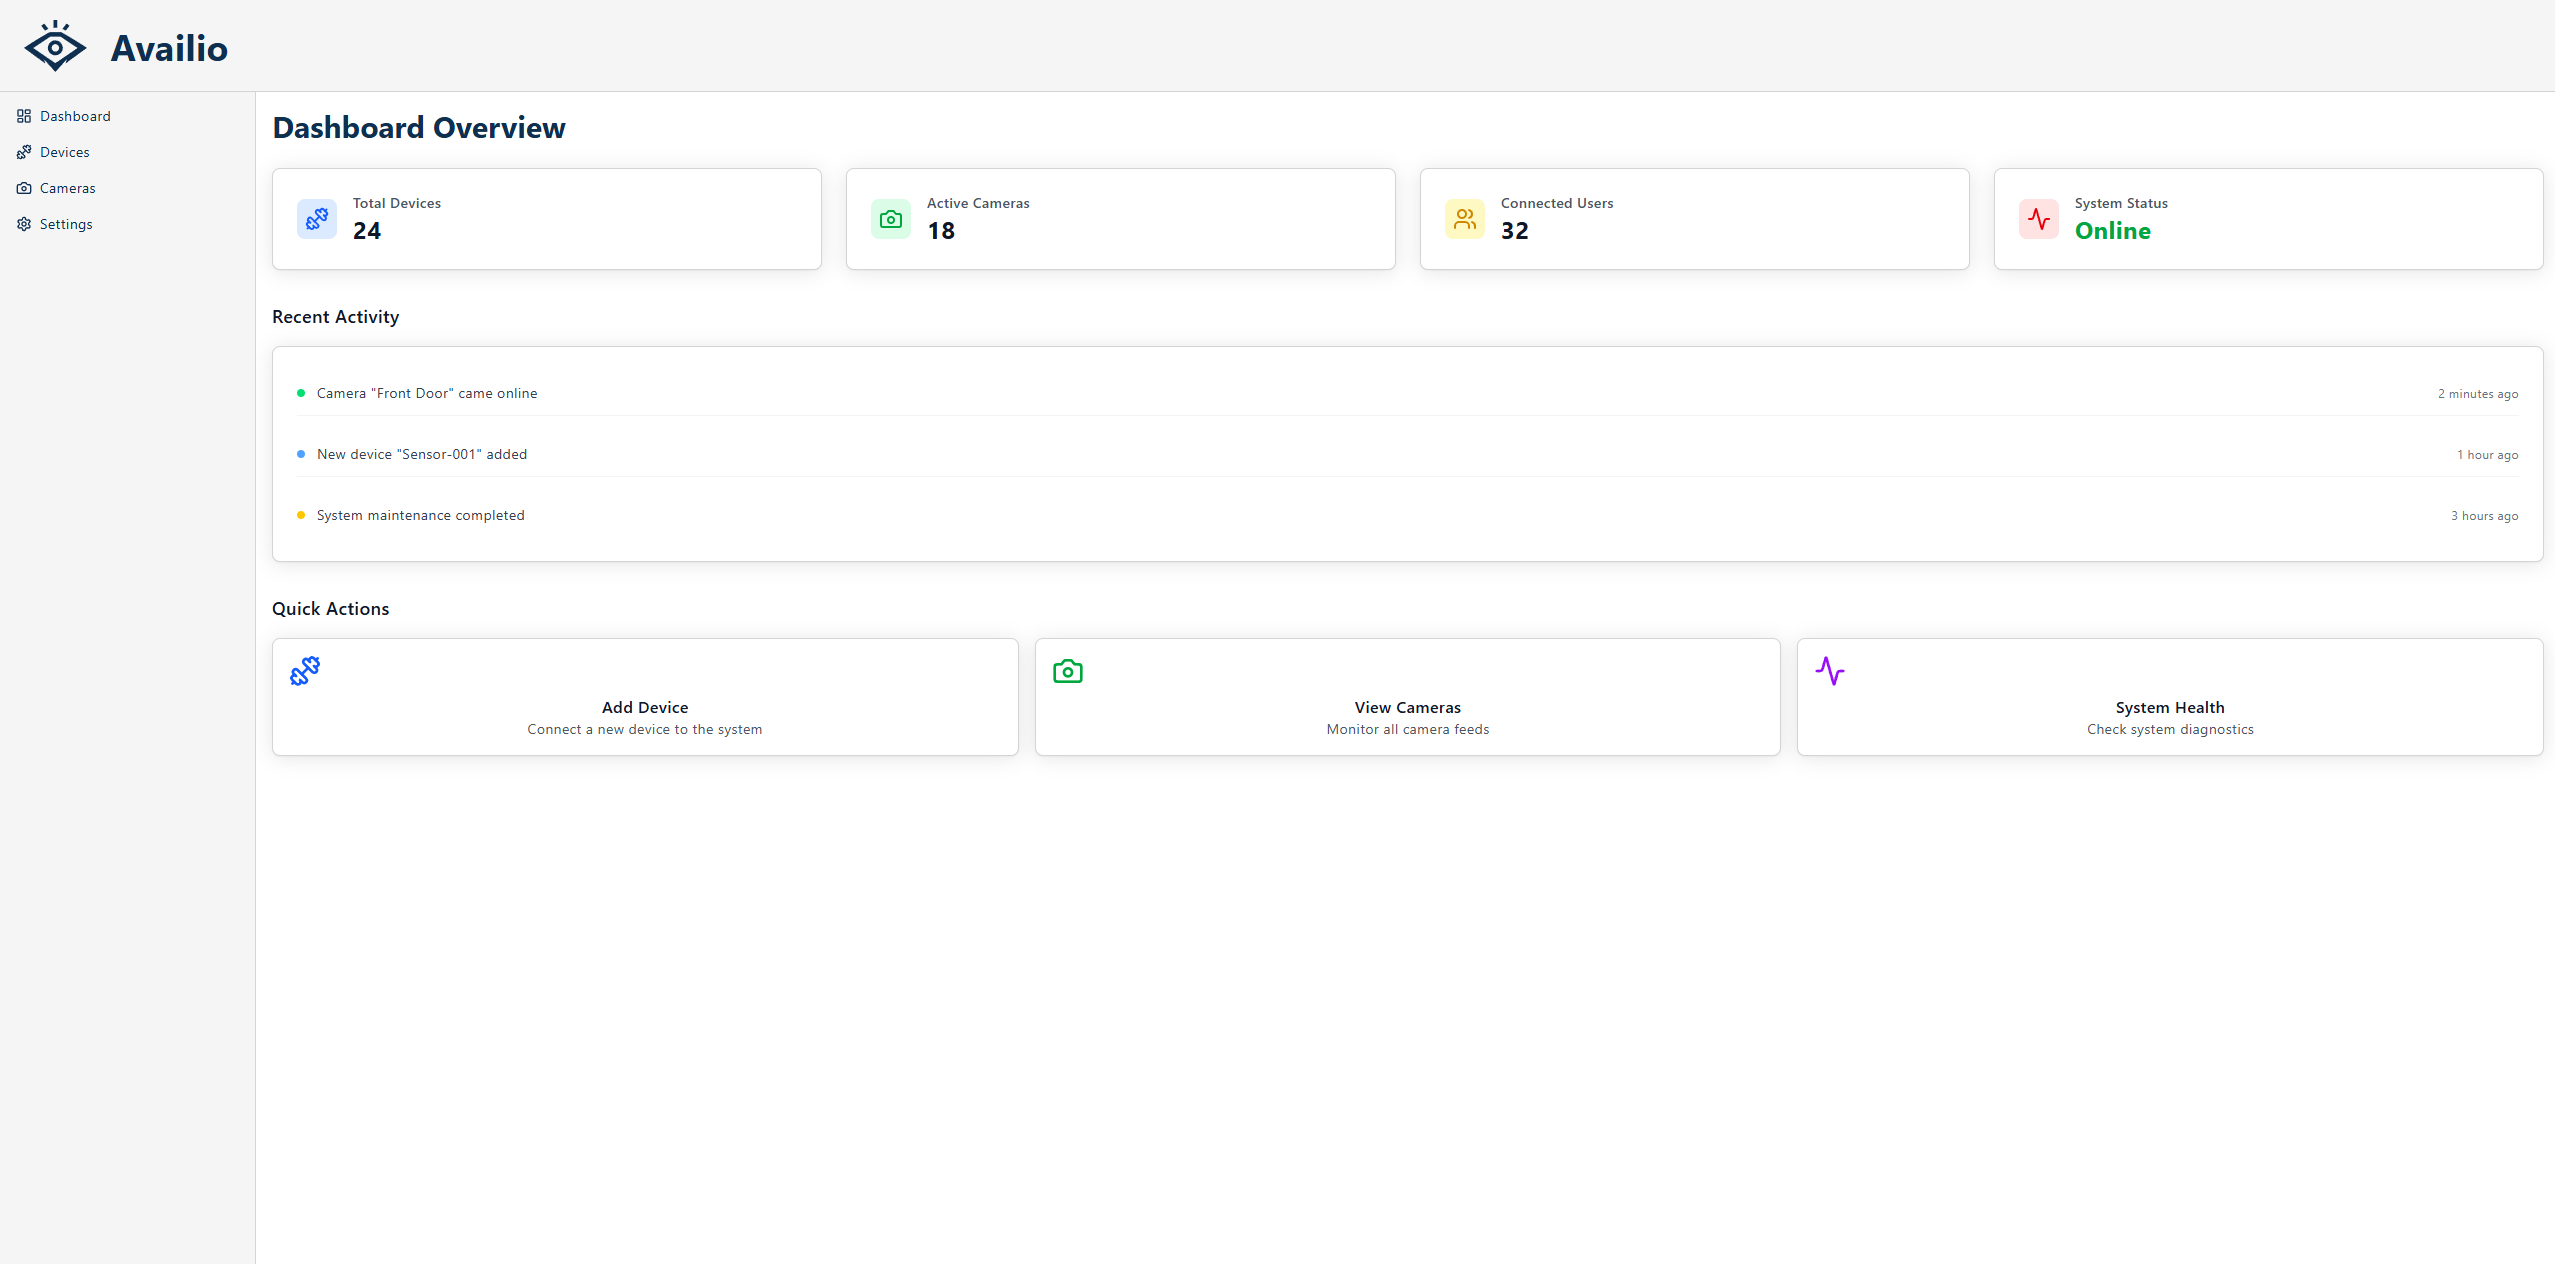 Availio
Dashboard
Devices
Cameras
Settings
Dashboard Overview
Total Devices
24
Active Cameras
18
Connected Users
32
System Status
Online
Recent Activity
Camera "Front Door" came online
2 minutes ago
New device "Sensor-001" added
1 hour ago
System maintenance completed
3 hours ago
Quick Actions
Add Device
Connect a new device to the system
View Cameras
Monitor all camera feeds
System Health
Check system diagnostics